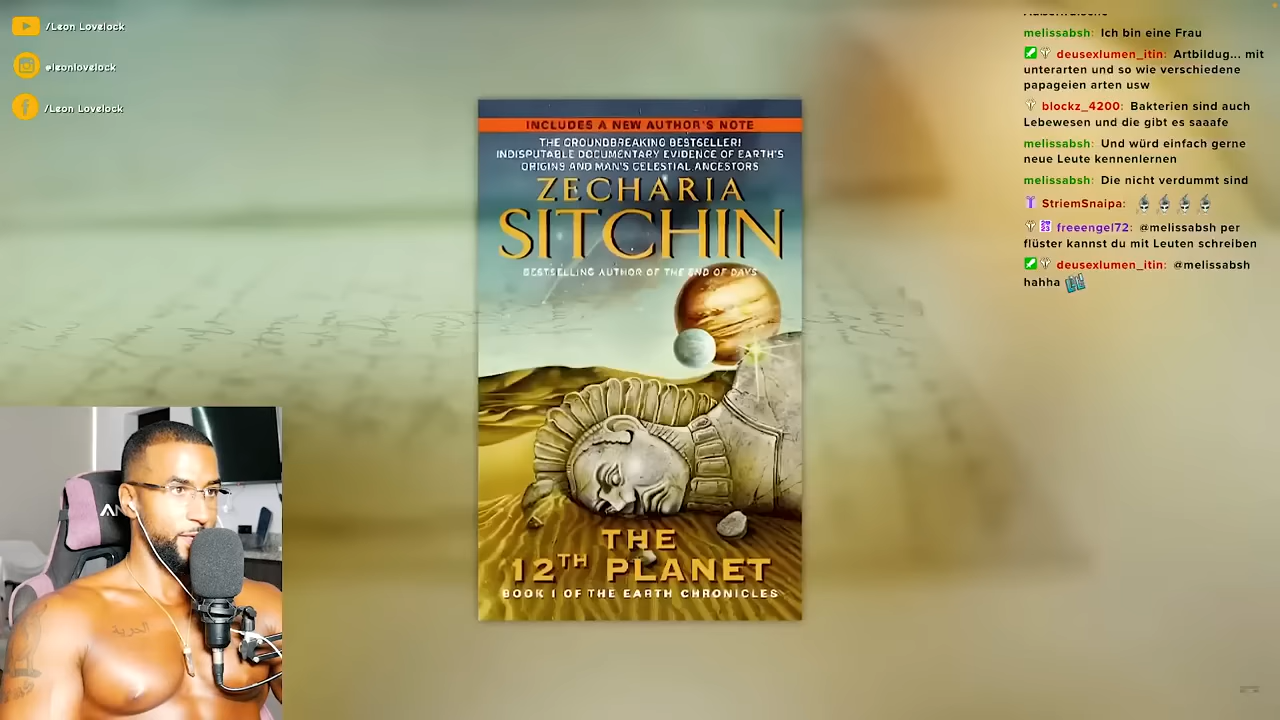 /Leon Lovelock
@leonlovelock
/Leon Lovelock
INCLUDES A NEW AUTHOR'S NOTE
THE GROUNDBREAKING BESTSELLER!
INDISPUTABLE DOCUMENTARY EVIDENCE OF EARTH'S
ORIGINS AND MAN'S CELESTIAL ANCESTORS
ZECHARIA
SITCHIN
BESTSELLING AUTHOR OF THE END OF DAYS
THE
12TH PLANET
BOOK I OF THE EARTH CHRONICLES
melissabsh: Ich bin eine Frau
deusexlumen_itin: Artbildug... mit
unterarten und so wie verschiedene
papageien arten usw
blockz_4200: Bakterien sind auch
Lebewesen und die gibt es saaafe
melissabsh: Und würd einfach gerne
neue Leute kennenlernen
melissabsh: Die nicht verdummt sind
StriemSnaipa:
freeengel72: @melissabsh per
flüster kannst du mit Leuten schreiben
deusexlumen_itin: @melissabsh
hahha